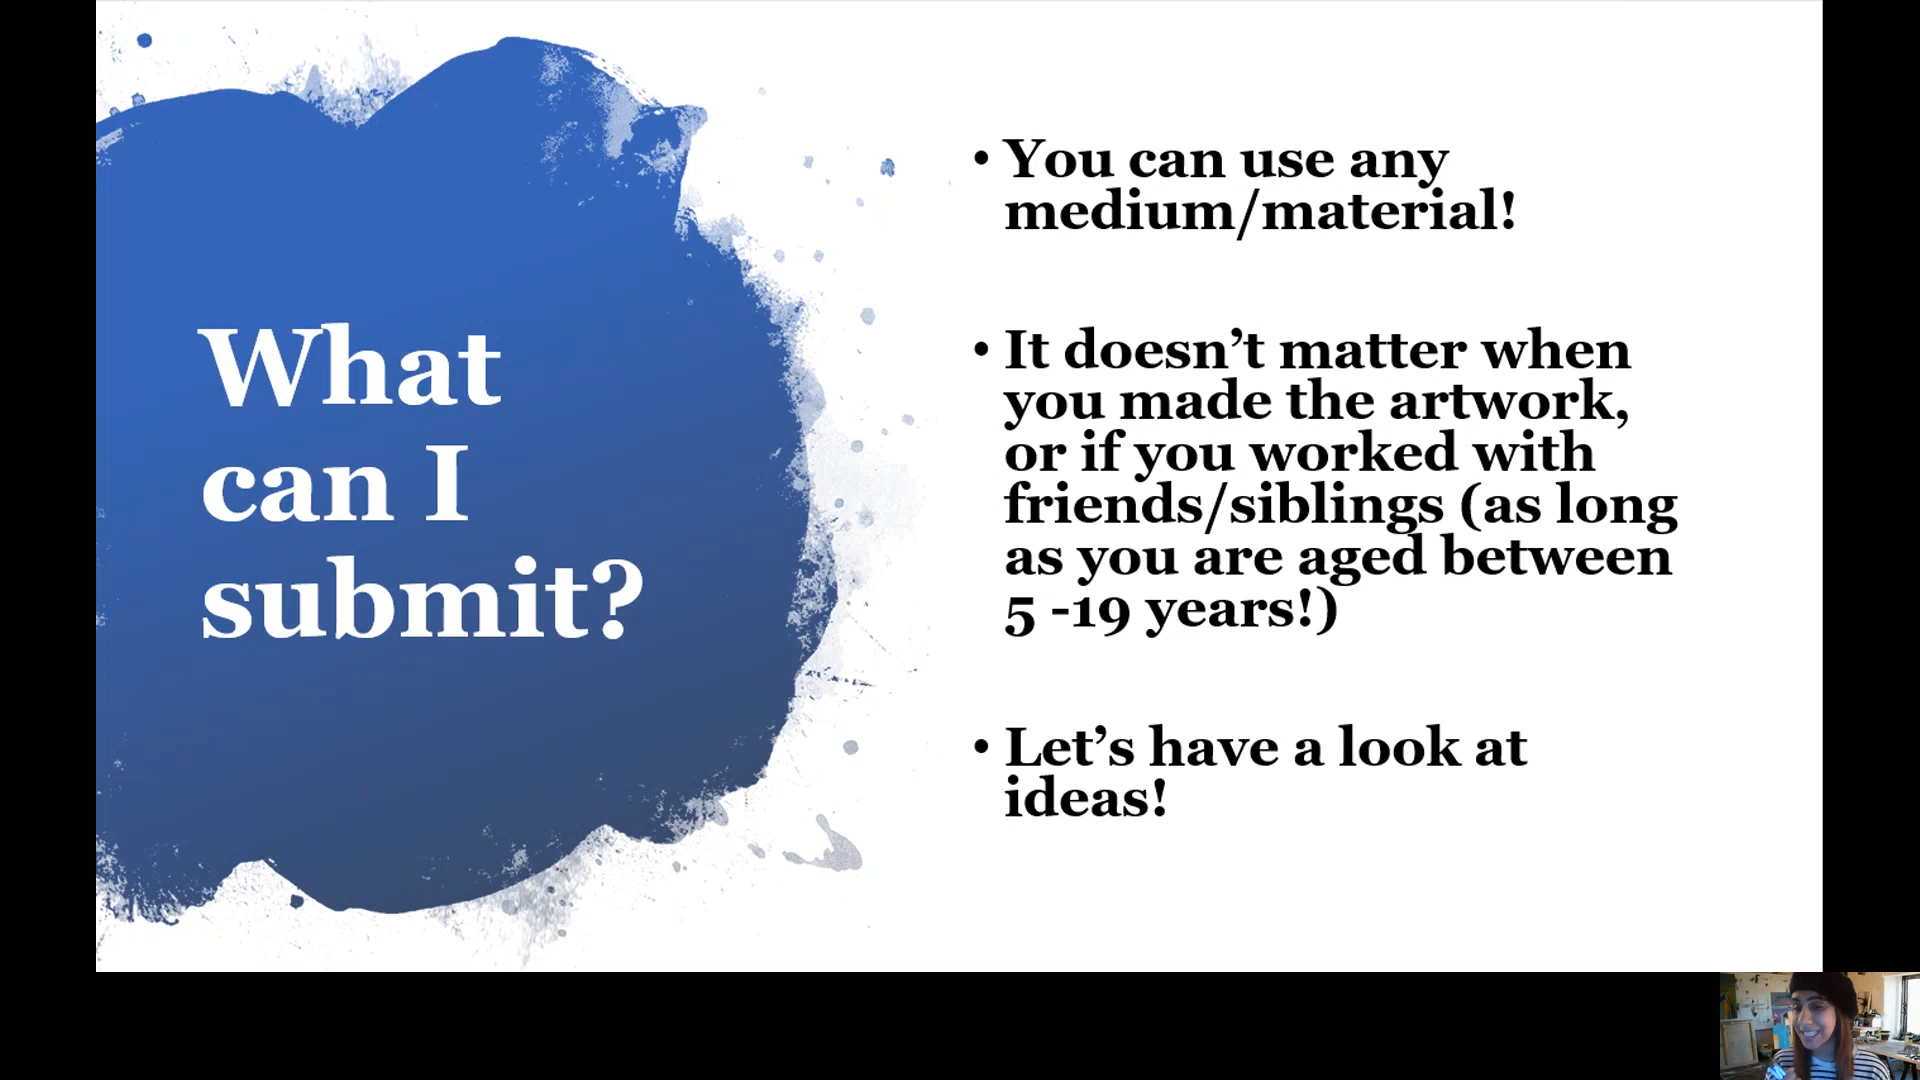 What
can I
submit?
• You can use any
medium/material!
• It doesn’t matter when
you made the artwork,
or if you worked with
friends/siblings (as long
as you are aged between
5 -19 years!)
• Let’s have a look at
ideas!